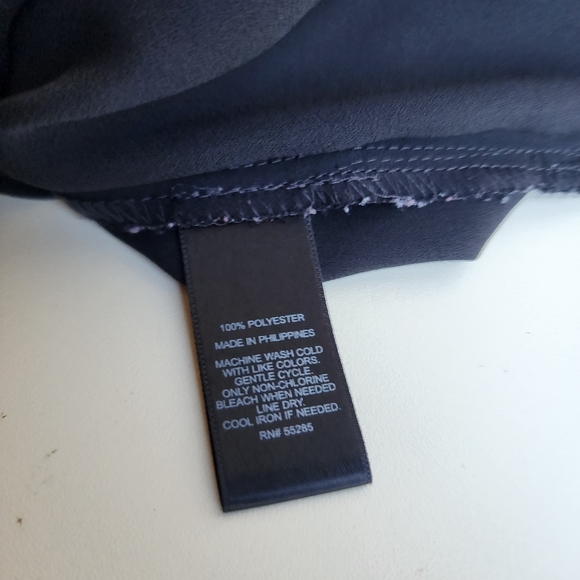 100% POLYESTER
MADE IN PHILIPPINES
MACHINE WASH COLD
WITH LIKE COLORS.
GENTLE CYCLE.
ONLY NON-CHLORINE
BLEACH WHEN NEEDED
LINE DRY.
COOL IRON IF NEEDED.
RN# 55285